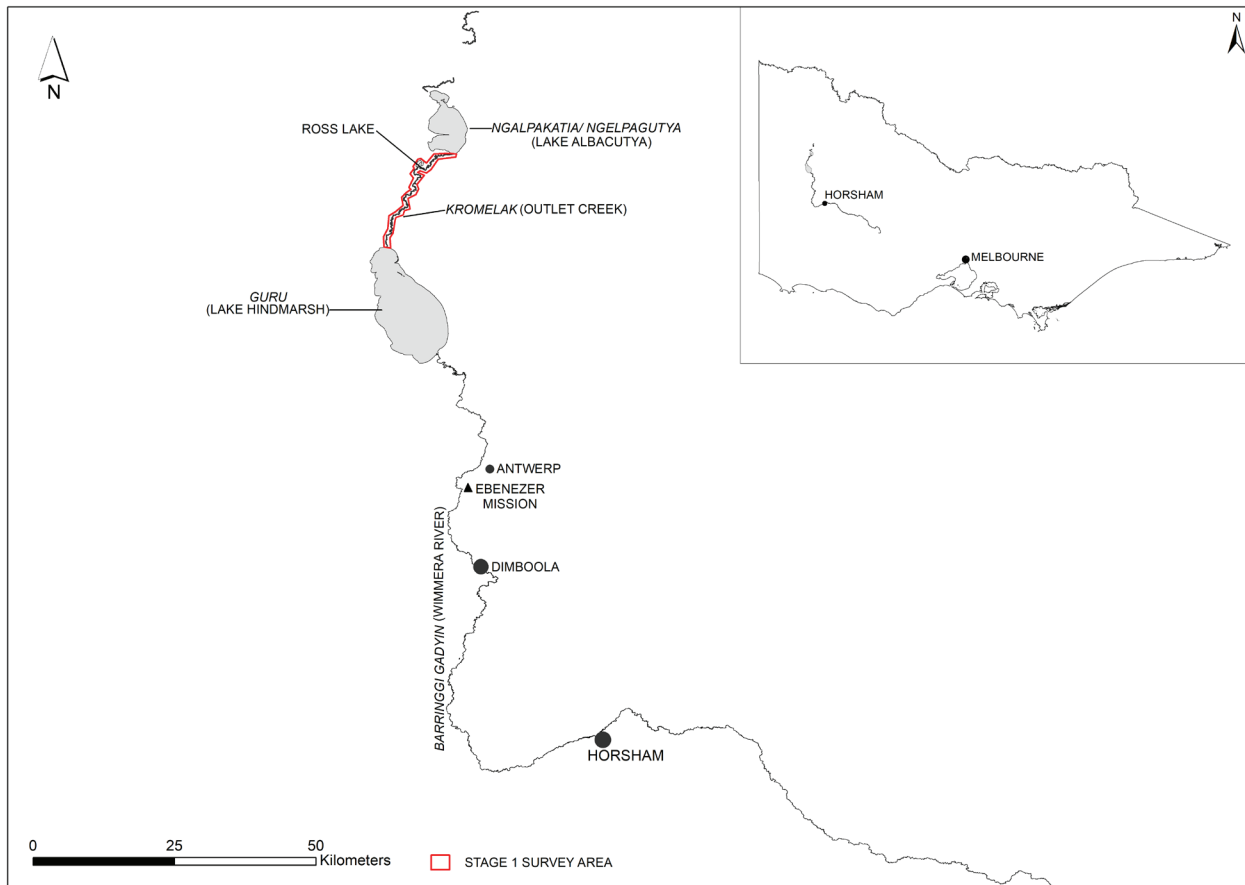 N
N
ROSS LAKE
NGALPAKATIA/ NGELPAGUTYA
(LAKE ALBACUTYA)
KROMELAK (OUTLET CREEK)
GURU
(LAKE HINDMARSH)
HORSHAM
MELBOURNE
ANTWERP
EBENEZER
MISSION
BARRINGGI GADYIN (WIMMERA RIVER)
DIMBOOLA
HORSHAM
0 25 50
Kilometers
STAGE 1 SURVEY AREA